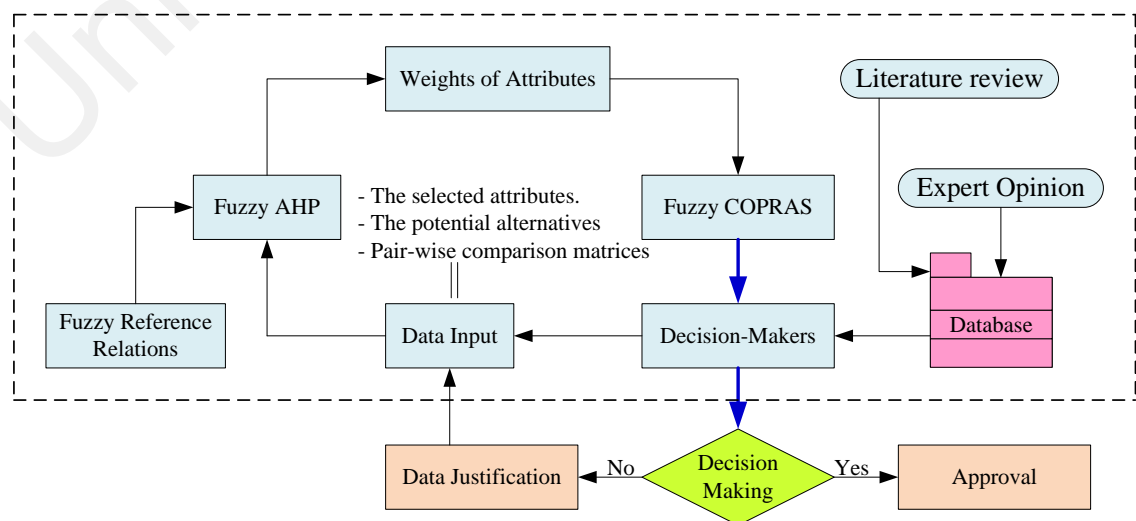 Uni
Weights of Attributes
Literature review
- The selected attributes.
- The potential alternatives
- Pair-wise comparison matrices
Fuzzy AHP
Fuzzy COPRAS
Expert Opinion
Fuzzy Reference
Relations
Data Input
Decision-Makers
Database
Data Justification
No
Decision
Making
Yes
Approval